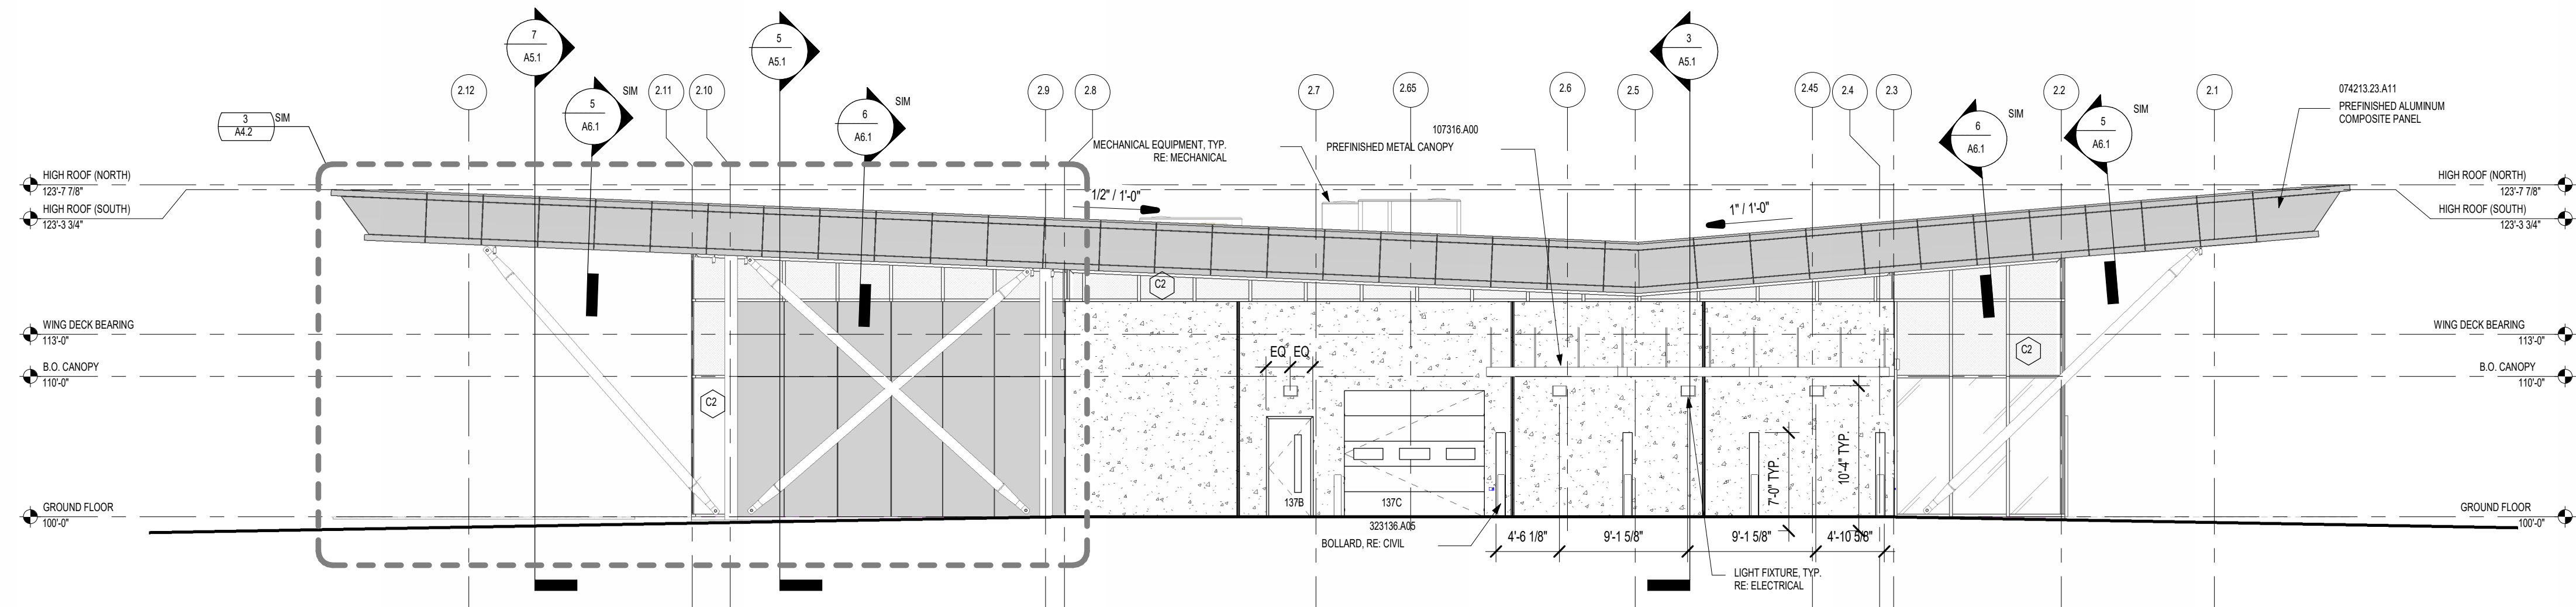 7
A5.1
5
A5.1
3
A5.1
2.12
5
A6.1
SIM
2.11
2.10
6
A6.1
SIM
2.9
2.8
2.7
2.65
2.6
2.5
2.45
2.4
2.3
6
A6.1
SIM
2.2
5
A6.1
SIM
2.1
3
A4.2
SIM
074213.23.A11
PREFINISHED ALUMINUM
COMPOSITE PANEL
MECHANICAL EQUIPMENT, TYP.
RE: MECHANICAL
107316.A00
PREFINISHED METAL CANOPY
HIGH ROOF (NORTH)
123'-7 7/8"
HIGH ROOF (SOUTH)
123'-3 3/4"
1/2" / 1'-0"
1" / 1'-0"
HIGH ROOF (NORTH)
123'-7 7/8"
HIGH ROOF (SOUTH)
123'-3 3/4"
C2
WING DECK BEARING
113'-0"
WING DECK BEARING
113'-0"
EQ EQ
C2
B.O. CANOPY
110'-0"
B.O. CANOPY
110'-0"
C2
7'-0" TYP.
10'-4" TYP.
137B
137C
GROUND FLOOR
100'-0"
GROUND FLOOR
100'-0"
323136.A05
BOLLARD, RE: CIVIL
4'-6 1/8"
9'-1 5/8"
9'-1 5/8"
4'-10 5/8"
LIGHT FIXTURE, TYP.
RE: ELECTRICAL